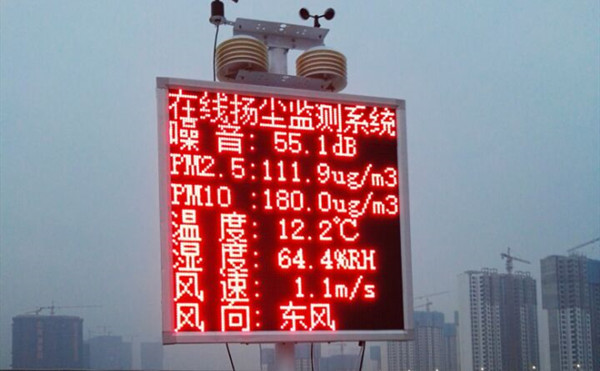 在线扬尘监测系统
噪 音: 55.1dB
PM2.5:111.9ug/m3
PM10 :180.0ug/m3
温 度: 12.2℃
湿 度: 64.4%RH
风 速: 1.1m/s
风 向: 东风